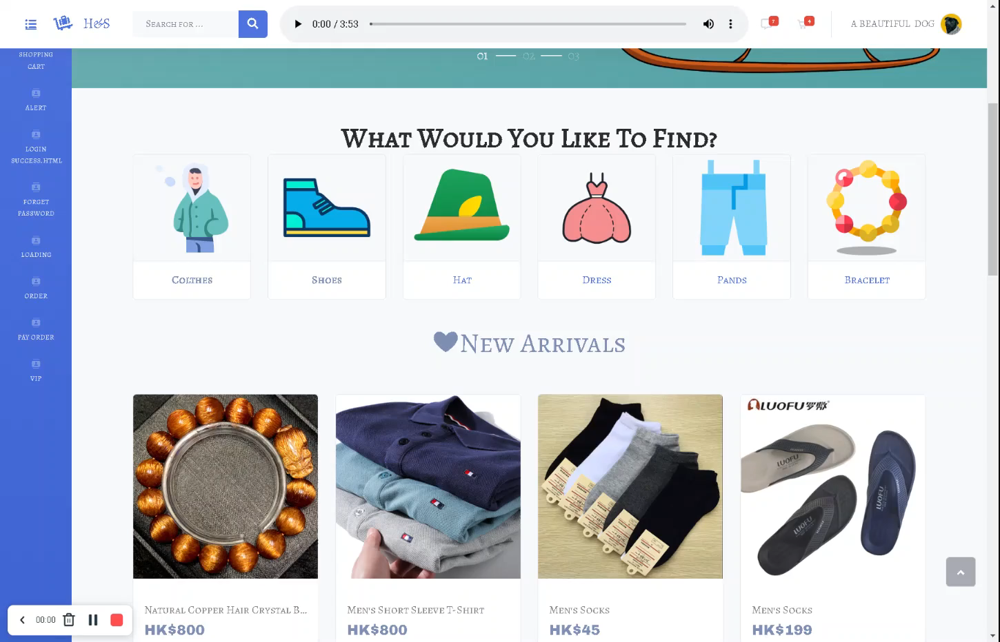 H&S
SEARCH FOR ...
0:00 / 3:53
7
4
A BEAUTIFUL DOG
SHOPPING
CART
ALERT
LOGIN
SUCCESS.HTML
FORGET
PASSWORD
LOADING
ORDER
PAY ORDER
VIP
01
02
03
WHAT WOULD YOU LIKE TO FIND?
COLTHES
SHOES
HAT
DRESS
PANDS
BRACELET
NEW ARRIVALS
LUOFU罗敷
LUOFU
LUOFU
LUOFU
NATURAL COPPER HAIR CRYSTAL B...
HK$800
MEN'S SHORT SLEEVE T-SHIRT
HK$800
MEN'S SOCKS
HK$45
MEN'S SOCKS
HK$199
00:00